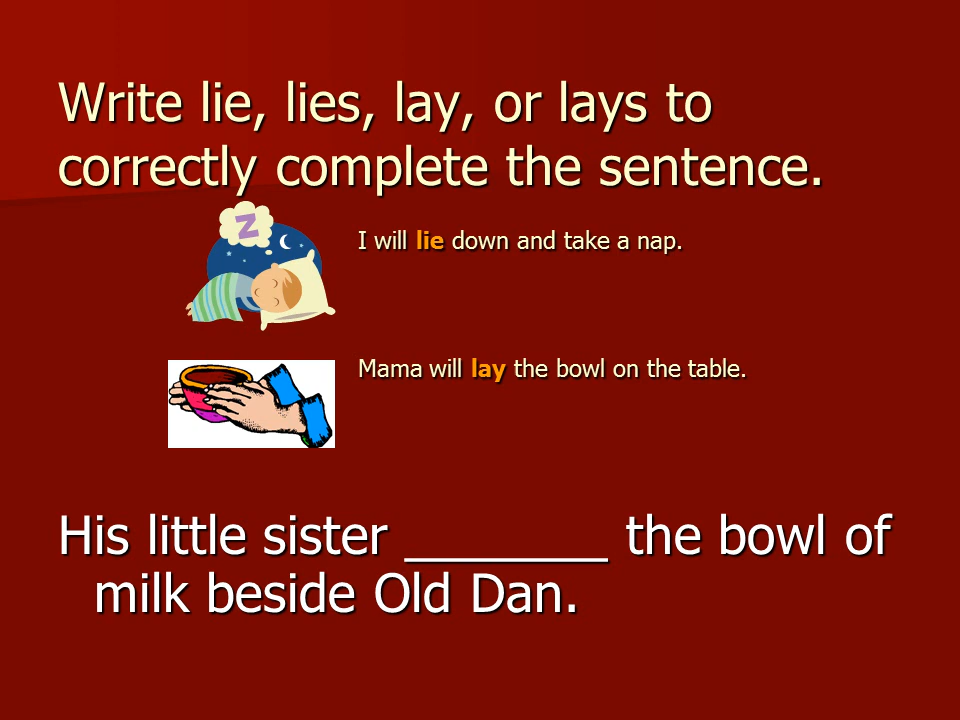 Write lie, lies, lay, or lays to
correctly complete the sentence.
Z
I will lie down and take a nap.
Mama will lay the bowl on the table.
His little sister _______ the bowl of
milk beside Old Dan.